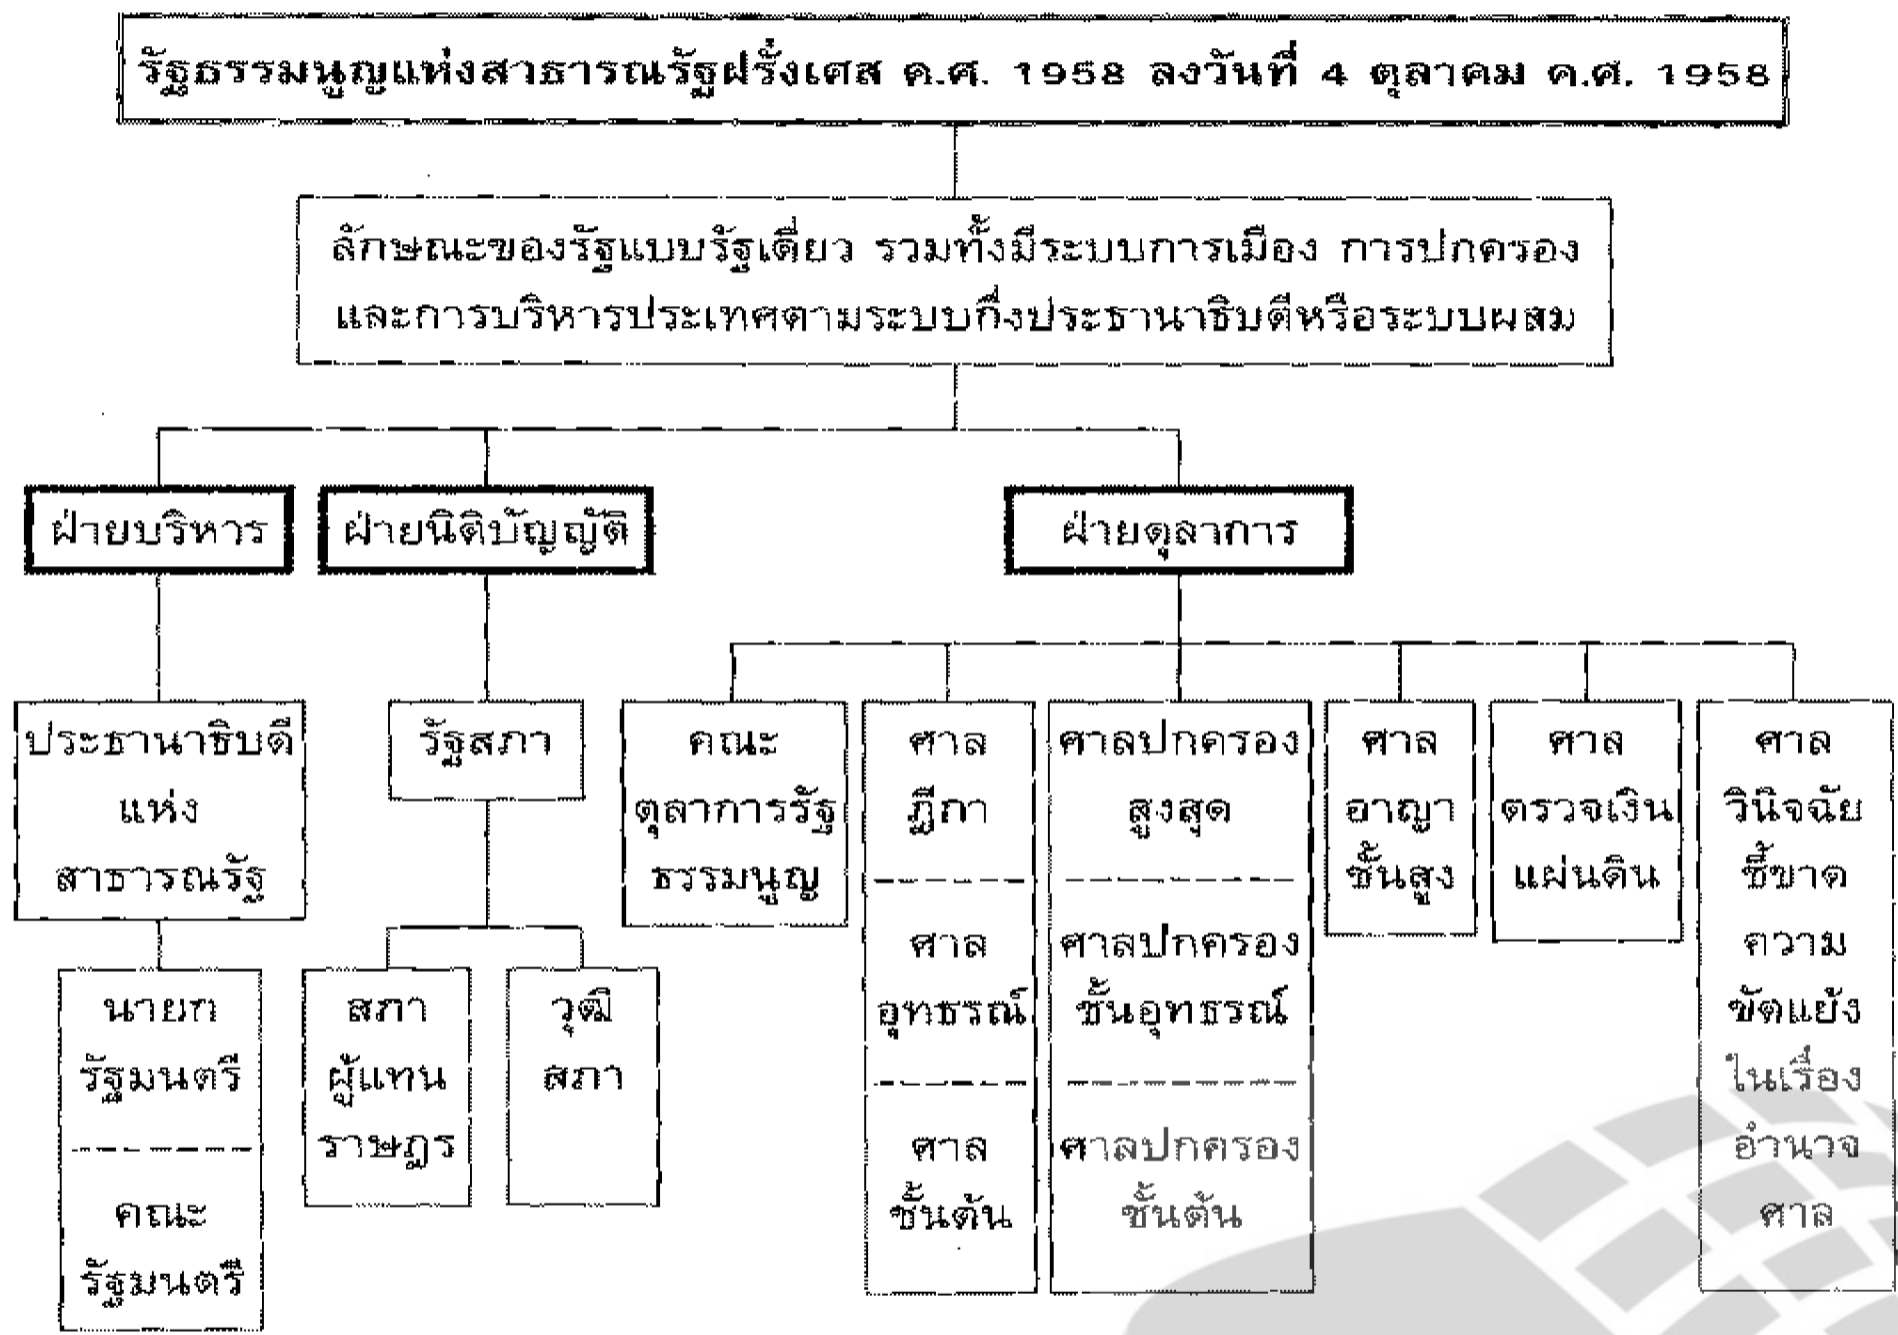 รัฐธรรมนูญแห่งสาธารณรัฐฝรั่งเศส ค.ศ. 1958 ลงวันที่ 4 ตุลาคม ค.ศ. 1958
ลักษณะของรัฐแบบรัฐเดี่ยว รวมทั้งมีระบบการเมือง การปกครอง
และการบริหารประเทศตามระบบกึ่งประธานาธิบดีหรือระบบผสม
ฝ่ายบริหาร
ฝ่ายนิติบัญญัติ
ฝ่ายตุลาการ
ประธานาธิบดี
แห่ง
สาธารณรัฐ
นายก
รัฐมนตรี
คณะ
รัฐมนตรี
รัฐสภา
สภา
ผู้แทน
ราษฎร
วุฒิ
สภา
คณะ
ตุลาการรัฐ
ธรรมนูญ
ศาล
ฎีกา
ศาล
อุทธรณ์
ศาล
ชั้นต้น
ศาลปกครอง
สูงสุด
ศาลปกครอง
ชั้นอุทธรณ์
ศาลปกครอง
ชั้นต้น
ศาล
อาญา
ชั้นสูง
ศาล
ตรวจเงิน
แผ่นดิน
ศาล
วินิจฉัย
ชี้ขาด
ความ
ขัดแย้ง
ในเรื่อง
อำนาจ
ศาล